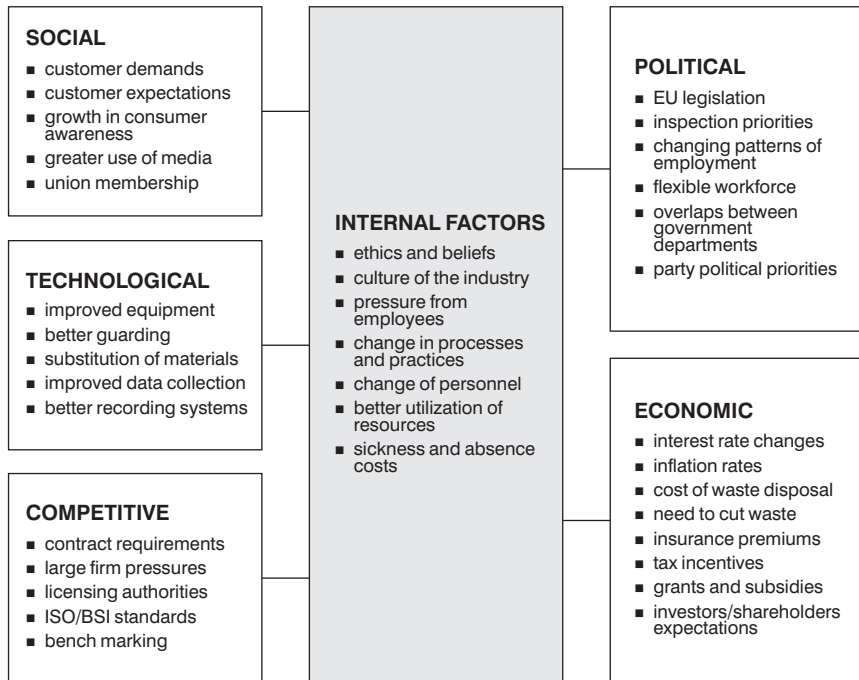 SOCIAL
■ customer demands
■ customer expectations
■ growth in consumer
awareness
■ greater use of media
■ union membership
TECHNOLOGICAL
■ improved equipment
■ better guarding
■ substitution of materials
■ improved data collection
■ better recording systems
COMPETITIVE
■ contract requirements
■ large firm pressures
■ licensing authorities
■ ISO/BSI standards
■ bench marking
INTERNAL FACTORS
■ ethics and beliefs
■ culture of the industry
■ pressure from
employees
■ change in processes
and practices
■ change of personnel
■ better utilization of
resources
■ sickness and absence
costs
POLITICAL
■ EU legislation
■ inspection priorities
■ changing patterns of
employment
■ flexible workforce
■ overlaps between
government
departments
■ party political priorities
ECONOMIC
■ interest rate changes
■ inflation rates
■ cost of waste disposal
■ need to cut waste
■ insurance premiums
■ tax incentives
■ grants and subsidies
■ investors/shareholders
expectations